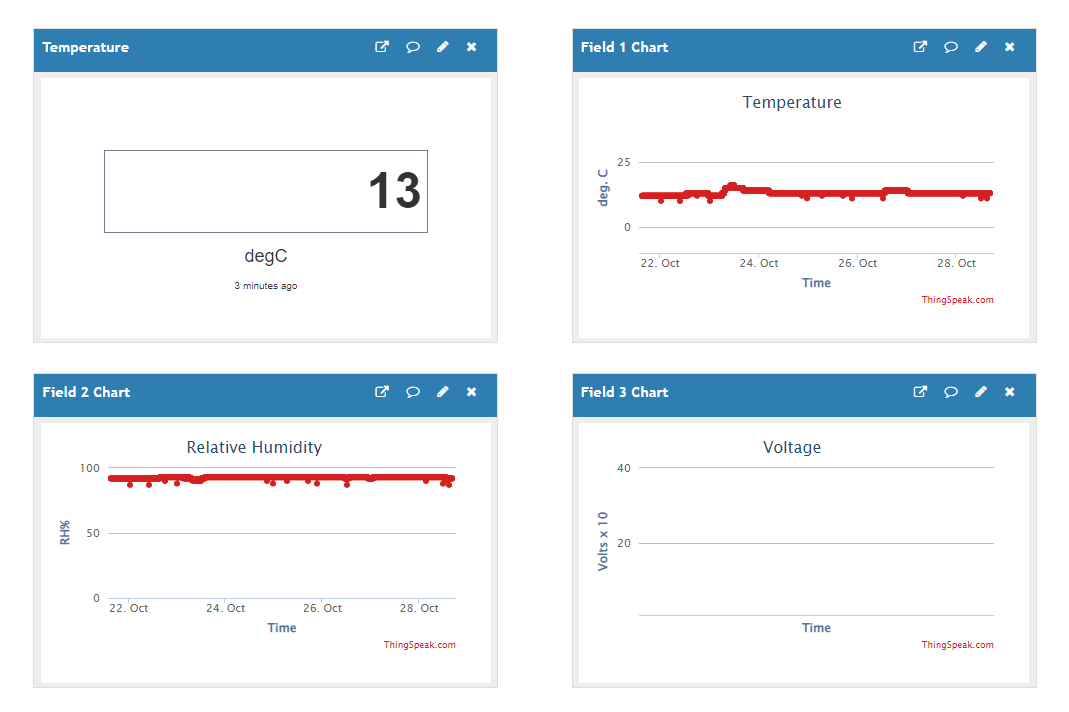 Temperature
13
degC
3 minutes ago
Field 1 Chart
Temperature
deg. C
25
0
22. Oct 24. Oct 26. Oct 28. Oct
Time
ThingSpeak.com
Field 2 Chart
Relative Humidity
RH%
100
50
0
22. Oct 24. Oct 26. Oct 28. Oct
Time
ThingSpeak.com
Field 3 Chart
Voltage
Volts x 10
40
20
Time
ThingSpeak.com